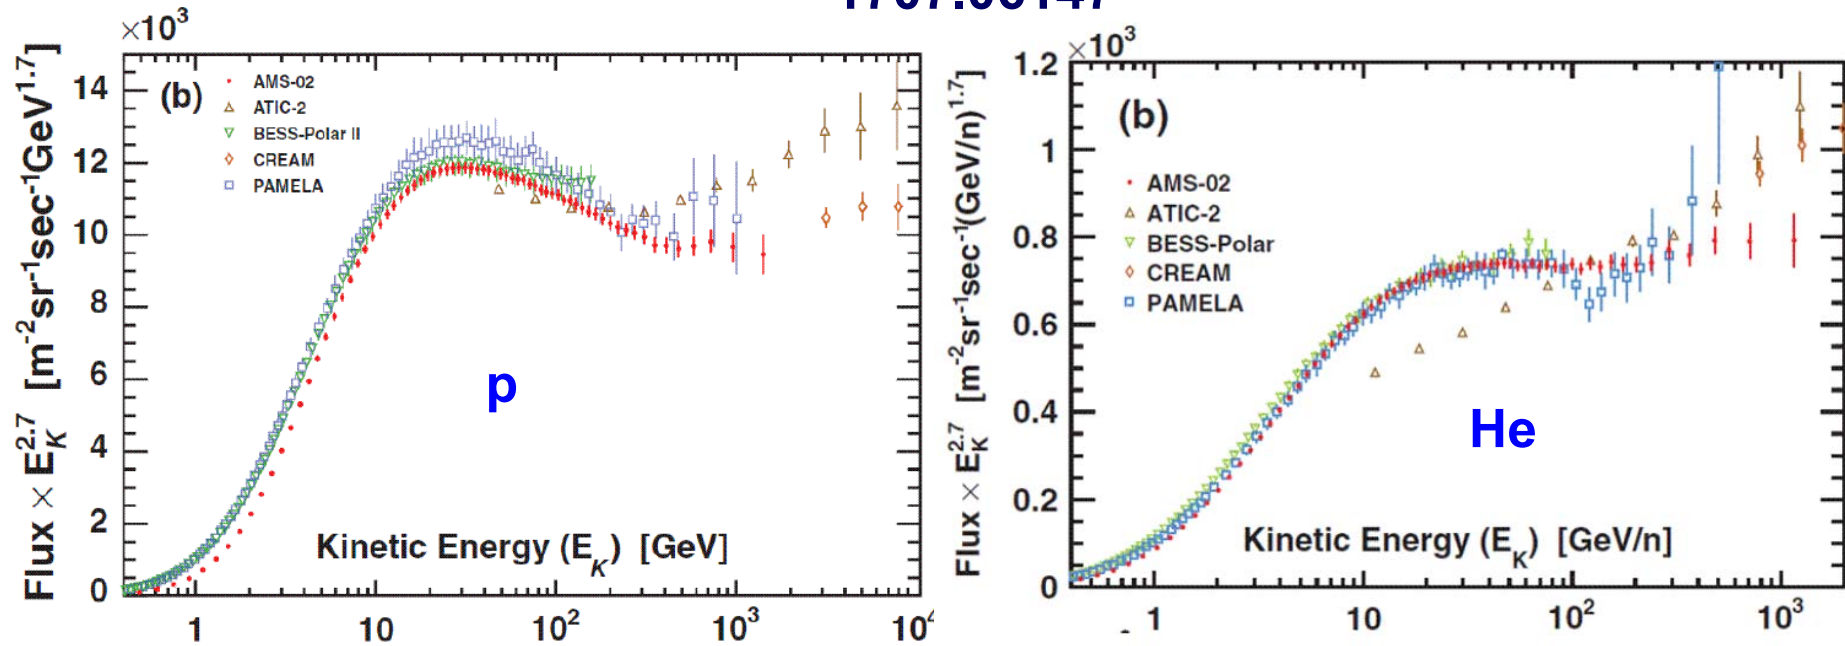 ×10³
14
12
10
8
6
4
2
0
(b)
AMS-02
ATIC-2
BESS-Polar II
CREAM
PAMELA
p
Flux × E_K^2.7 [m⁻²sr⁻¹sec⁻¹GeV^1.7]
Kinetic Energy (E_K) [GeV]
1
10
10²
10³
×10³
1.2
1
0.8
0.6
0.4
0.2
0
(b)
AMS-02
ATIC-2
BESS-Polar
CREAM
PAMELA
He
Flux × E_K^2.7 [m⁻²sr⁻¹sec⁻¹(GeV/n)^1.7]
Kinetic Energy (E_K) [GeV/n]
1
10
10²
10³